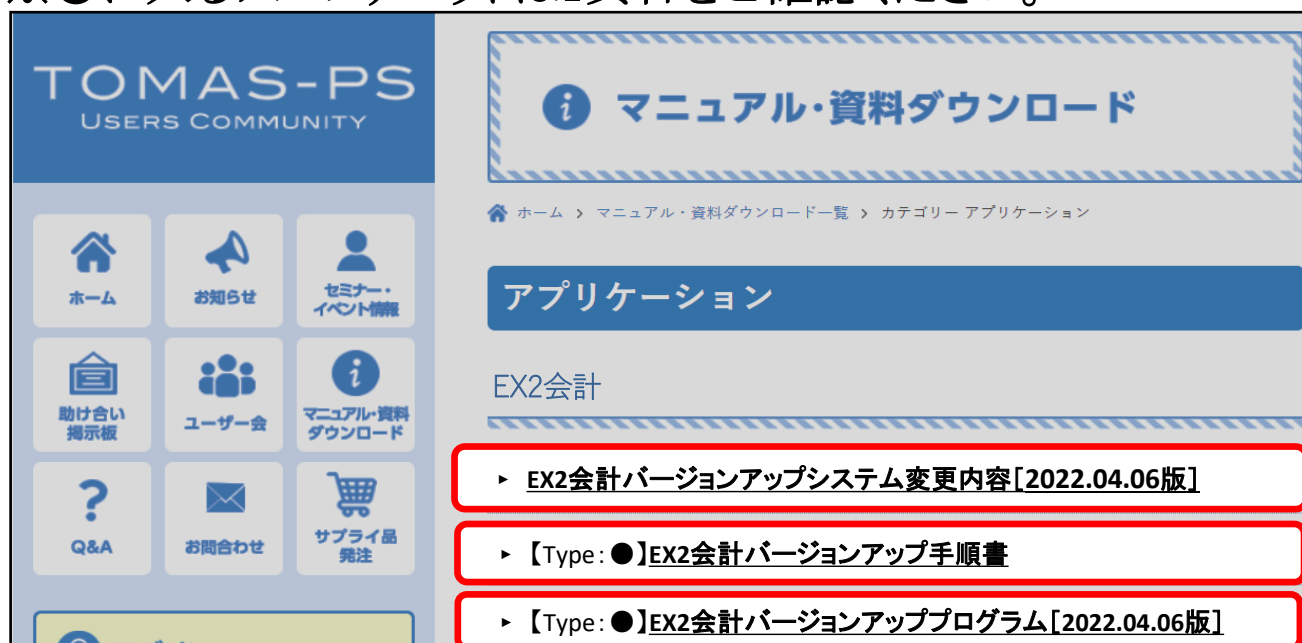 TOMAS-PS
USERS COMMUNITY
マニュアル・資料ダウンロード
ホーム > マニュアル・資料ダウンロード一覧 > カテゴリー アプリケーション
ホーム
お知らせ
セミナー・
イベント情報
助け合い
掲示板
ユーザー会
マニュアル・資料
ダウンロード
Q&A
お問合わせ
サプライ品
発注
アプリケーション
EX2会計
EX2会計バージョンアップシステム変更内容[2022.04.06版]
【Type:●】EX2会計バージョンアップ手順書
【Type:●】EX2会計バージョンアッププログラム[2022.04.06版]